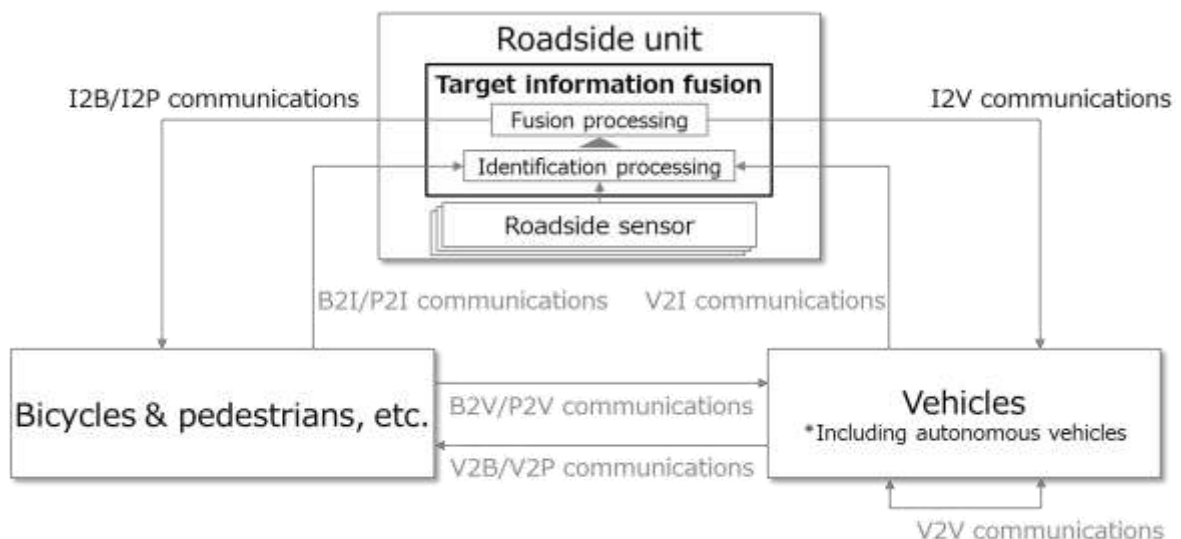 Roadside unit
Target information fusion
I2B/I2P communications
I2V communications
Fusion processing
Identification processing
Roadside sensor
B2I/P2I communications
V2I communications
Bicycles & pedestrians, etc.
B2V/P2V communications
V2B/V2P communications
Vehicles
*Including autonomous vehicles
V2V communications